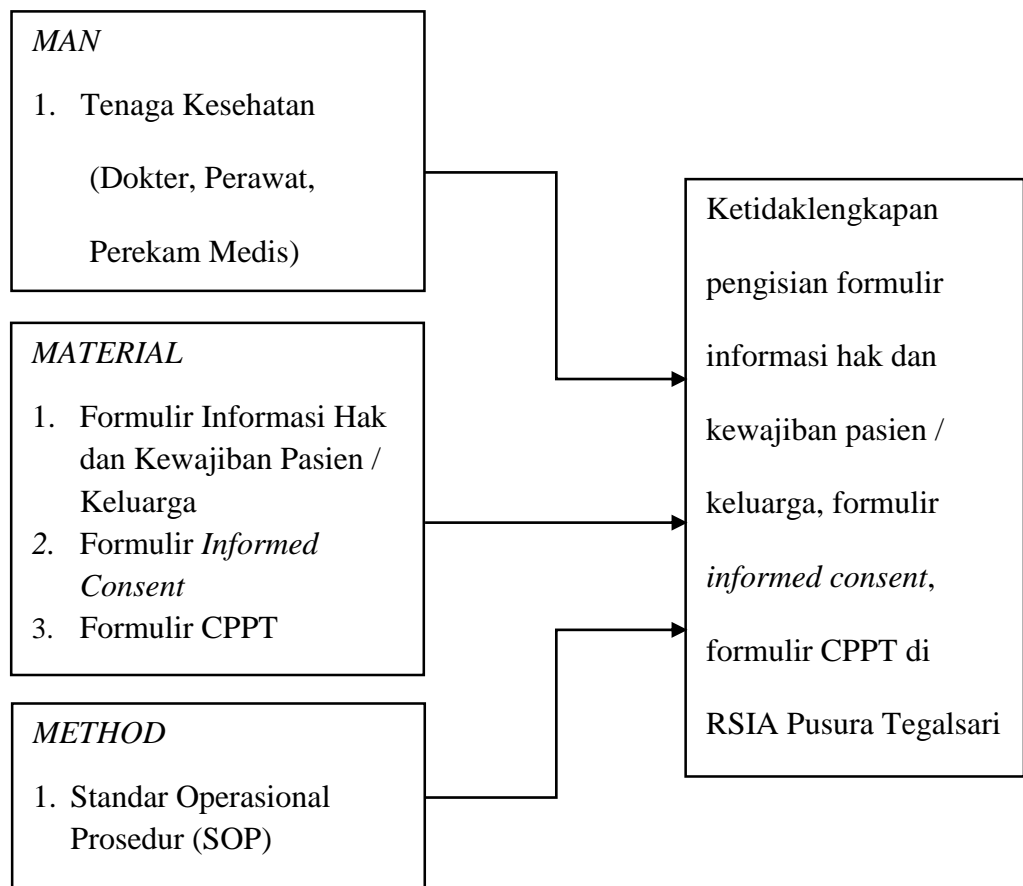 MAN
1. Tenaga Kesehatan
(Dokter, Perawat,
Perekam Medis)
MATERIAL
1. Formulir Informasi Hak
dan Kewajiban Pasien /
Keluarga
2. Formulir Informed
Consent
3. Formulir CPPT
METHOD
1. Standar Operasional
Prosedur (SOP)
Ketidaklengkapan
pengisian formulir
informasi hak dan
kewajiban pasien /
keluarga, formulir
informed consent,
formulir CPPT di
RSIA Pusura Tegalsari